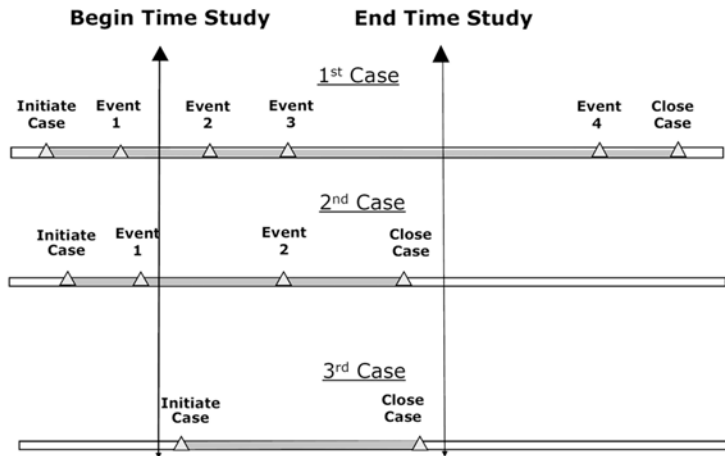 Begin Time Study
End Time Study
1st Case
Initiate
Case
Event
1
Event
2
Event
3
Event
4
Close
Case
2nd Case
Initiate
Case
Event
1
Event
2
Close
Case
3rd Case
Initiate
Case
Close
Case